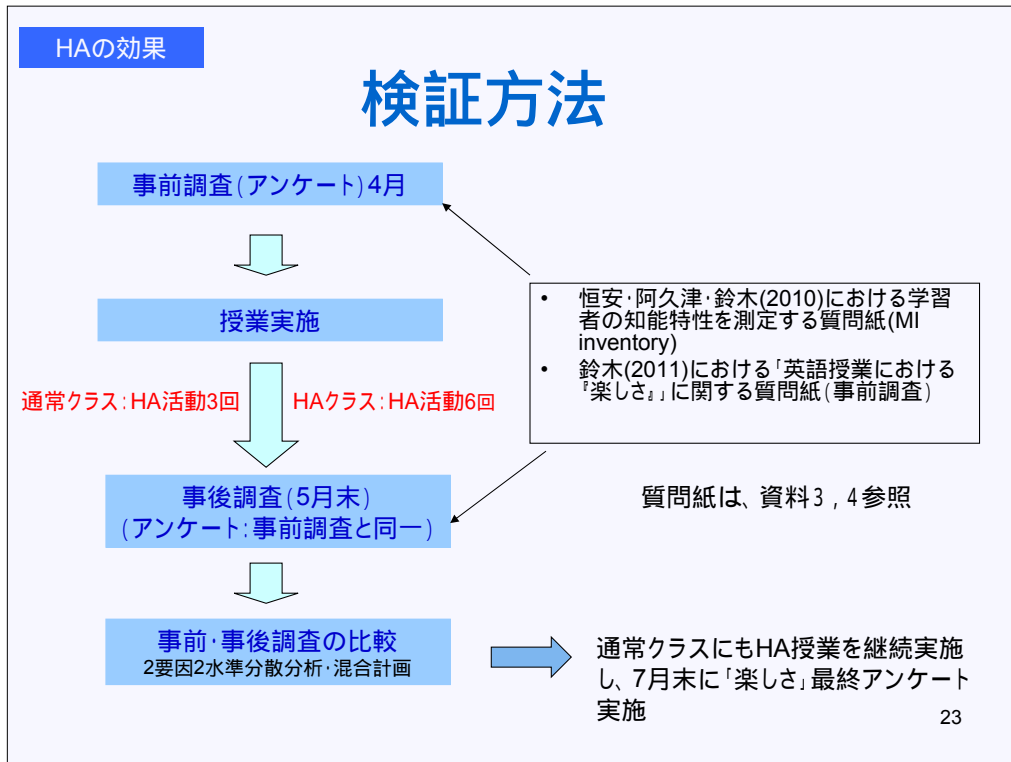 HAの効果
検証方法
事前調査(アンケート)4月
授業実施
通常クラス:HA活動3回
HAクラス:HA活動6回
・ 恒安・阿久津・鈴木(2010)における学習
者の知能特性を測定する質問紙(MI
inventory)
・ 鈴木(2011)における「英語授業における
『楽しさ』」に関する質問紙(事前調査)
事後調査(5月末)
(アンケート:事前調査と同一)
質問紙は、資料3,4参照
事前・事後調査の比較
2要因2水準分散分析・混合計画
通常クラスにもHA授業を継続実施
し、7月末に「楽しさ」最終アンケート
実施
23